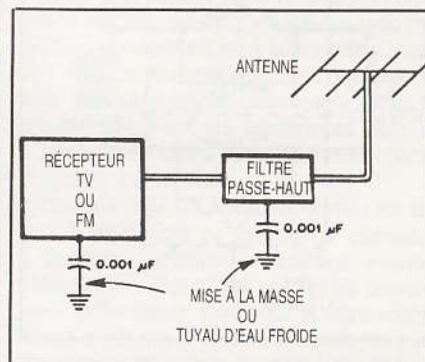 ANTENNE
RÉCEPTEUR
TV
OU
FM
FILTRE
PASSE-HAUT
0.001 µF
0.001 µF
MISE À LA MASSE
OU
TUYAU D'EAU FROIDE